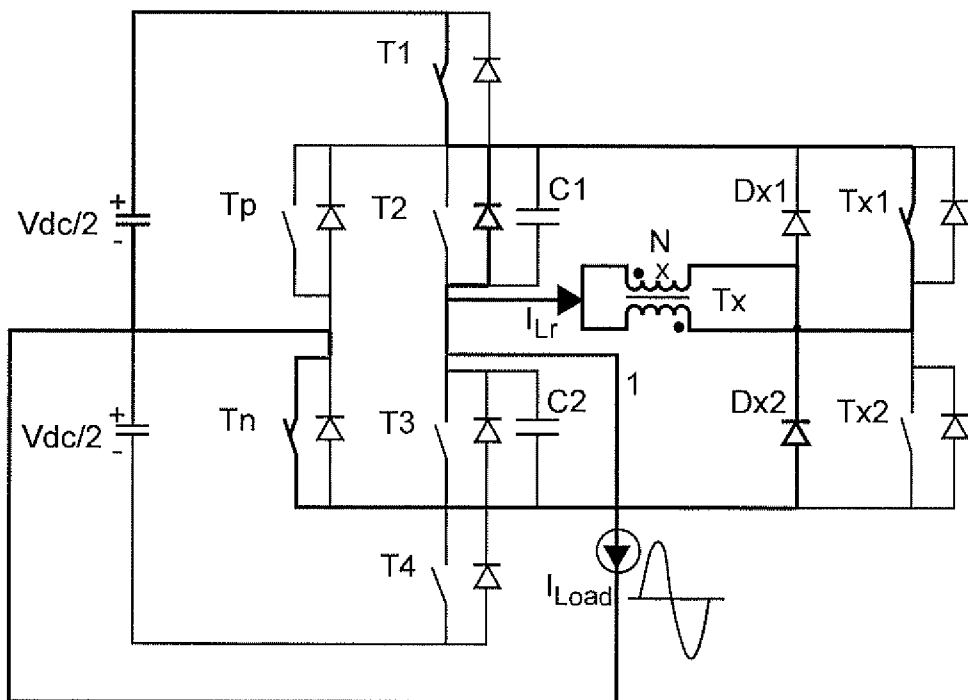 T1
Tp
T2
C1
Dx1
Tx1
+
Vdc/2
-
N
x
Tx
I_Lr
1
+
Vdc/2
-
Tn
T3
C2
Dx2
Tx2
T4
I_Load